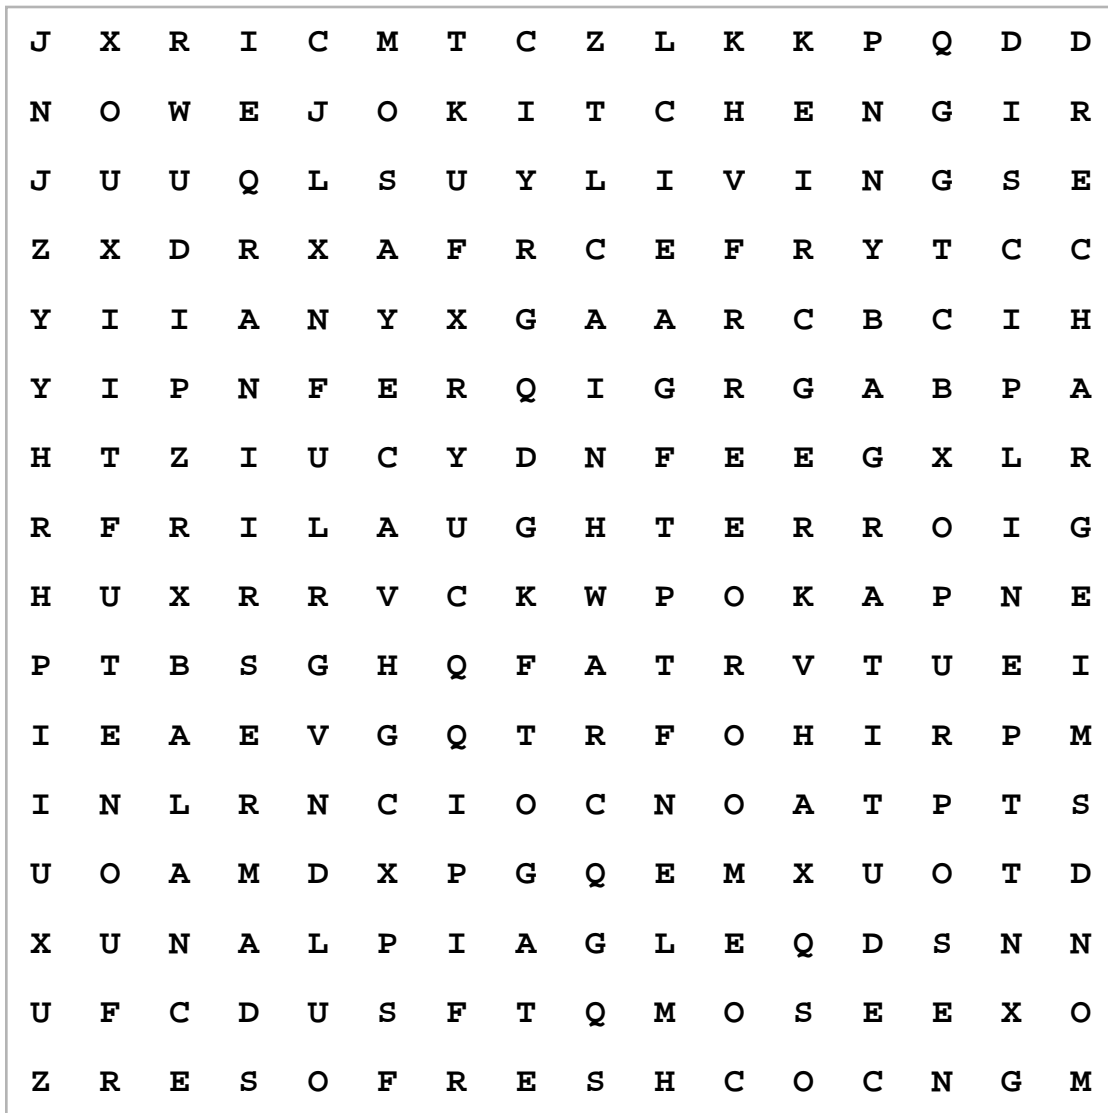 J X R I C M T C Z L K K P Q D D
N O W E J O K I T C H E N G I R
J U U Q L S U Y L I V I N G S E
Z X D R X A F R C E F R Y T C C
Y I I A N Y X G A A R C B C I H
Y I P N F E R Q I G R G A B P A
H T Z I U C Y D N F E E G X L R
R F R I L A U G H T E R R O I G
H U X R R V C K W P O K A P N E
P T B S G H Q F A T R V T U E I
I E A E V G Q T R F O H I R P M
I N L R N C I O C N O A T P T S
U O A M D X P G Q E M X U O T D
X U N A L P I A G L E Q D S N N
U F C D U S F T Q M O S E E X O
Z R E S O F R E S H C O C N G M